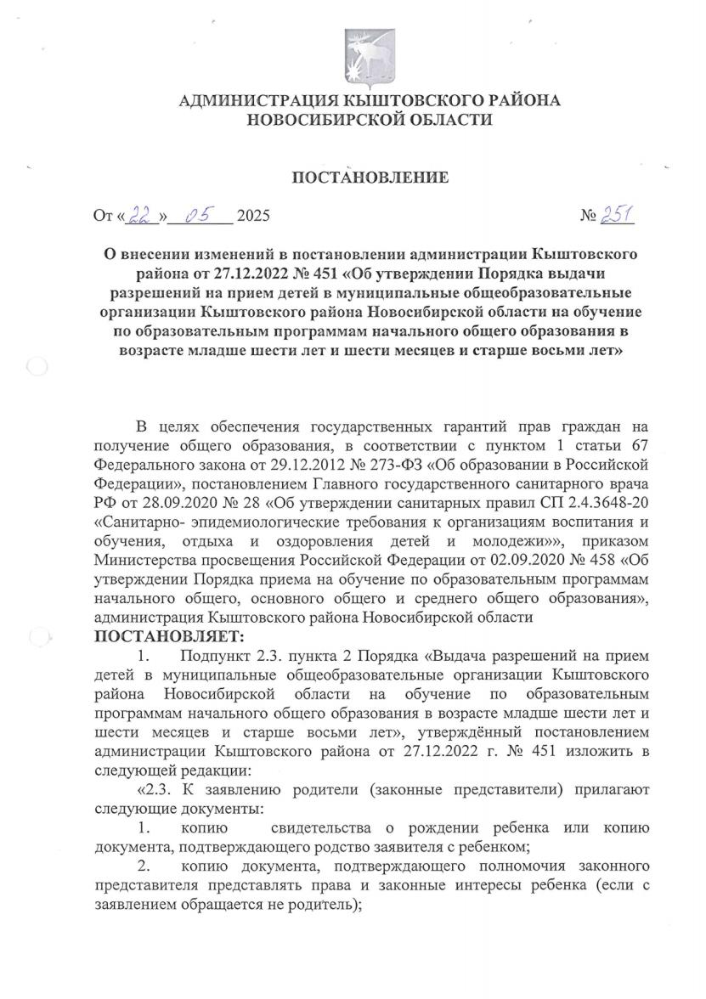 АДМИНИСТРАЦИЯ КЫШТОВСКОГО РАЙОНА
НОВОСИБИРСКОЙ ОБЛАСТИ
ПОСТАНОВЛЕНИЕ
От «22» 05 2025 № 251
О внесении изменений в постановлении администрации Кыштовского
района от 27.12.2022 № 451 «Об утверждении Порядка выдачи
разрешений на прием детей в муниципальные общеобразовательные
организации Кыштовского района Новосибирской области на обучение
по образовательным программам начального общего образования в
возрасте младше шести лет и шести месяцев и старше восьми лет»
В целях обеспечения государственных гарантий прав граждан на
получение общего образования, в соответствии с пунктом 1 статьи 67
Федерального закона от 29.12.2012 № 273-ФЗ «Об образовании в Российской
Федерации», постановлением Главного государственного санитарного врача
РФ от 28.09.2020 № 28 «Об утверждении санитарных правил СП 2.4.3648-20
«Санитарно- эпидемиологические требования к организациям воспитания и
обучения, отдыха и оздоровления детей и молодежи»», приказом
Министерства просвещения Российской Федерации от 02.09.2020 № 458 «Об
утверждении Порядка приема на обучение по образовательным программам
начального общего, основного общего и среднего общего образования»,
администрация Кыштовского района Новосибирской области
ПОСТАНОВЛЯЕТ:
1. Подпункт 2.3. пункта 2 Порядка «Выдача разрешений на прием
детей в муниципальные общеобразовательные организации Кыштовского
района Новосибирской области на обучение по образовательным
программам начального общего образования в возрасте младше шести лет и
шести месяцев и старше восьми лет», утверждённый постановлением
администрации Кыштовского района от 27.12.2022 г. № 451 изложить в
следующей редакции:
«2.3. К заявлению родители (законные представители) прилагают
следующие документы:
1. копию свидетельства о рождении ребенка или копию
документа, подтверждающего родство заявителя с ребенком;
2. копию документа, подтверждающего полномочия законного
представителя представлять права и законные интересы ребенка (если с
заявлением обращается не родитель);